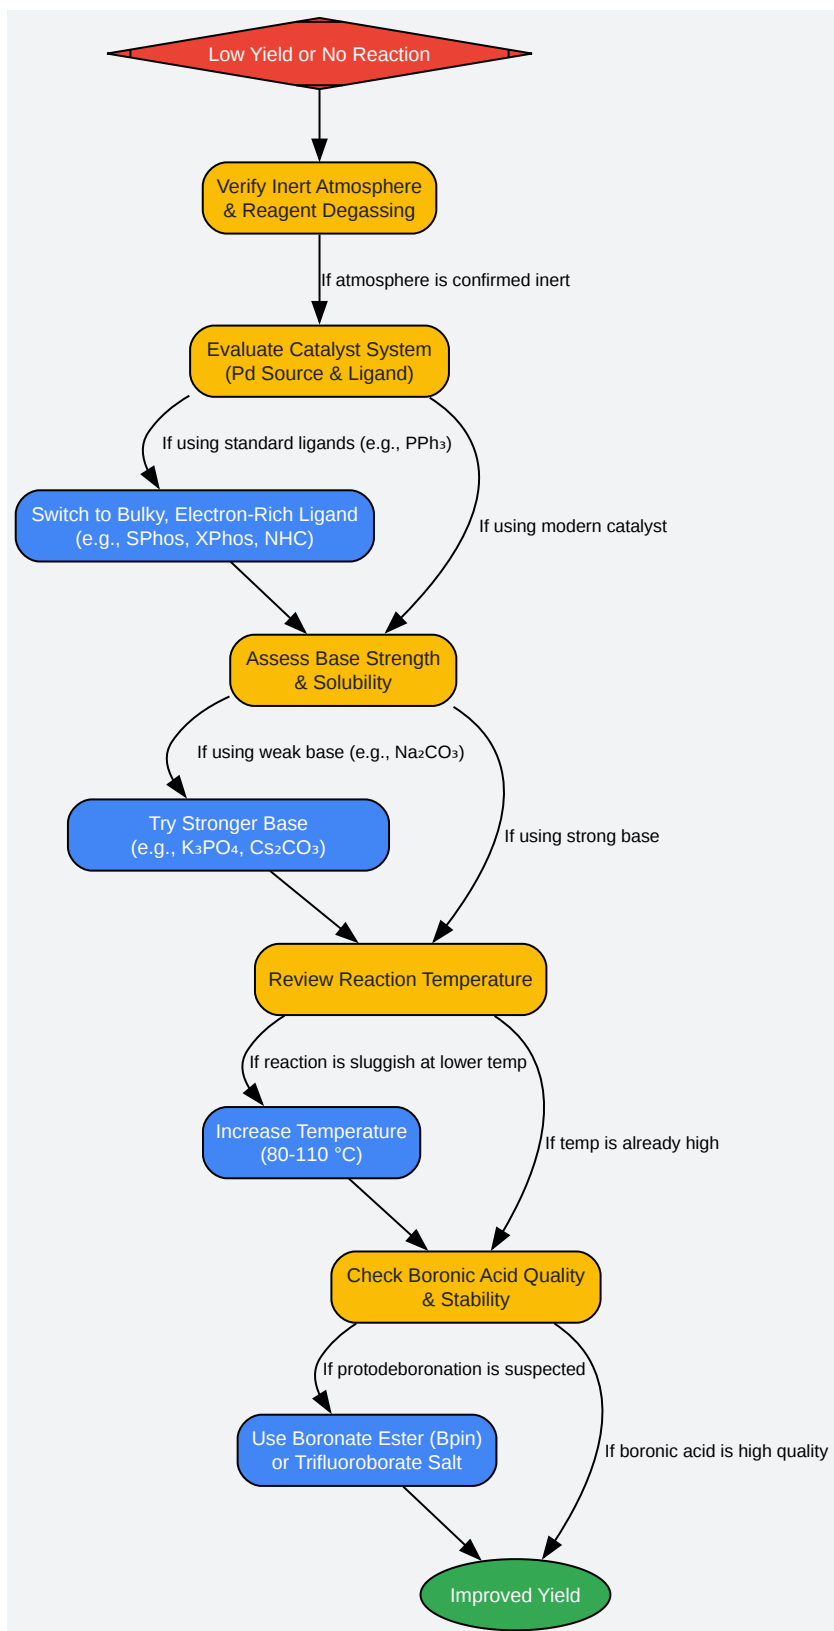 Low Yield or No Reaction
Verify Inert Atmosphere
& Reagent Degassing
If atmosphere is confirmed inert
Evaluate Catalyst System
(Pd Source & Ligand)
If using standard ligands (e.g., PPh₃)
Switch to Bulky, Electron-Rich Ligand
(e.g., SPhos, XPhos, NHC)
If using modern catalyst
Assess Base Strength
& Solubility
If using weak base (e.g., Na₂CO₃)
Try Stronger Base
(e.g., K₃PO₄, Cs₂CO₃)
If using strong base
Review Reaction Temperature
If reaction is sluggish at lower temp
Increase Temperature
(80-110 °C)
If temp is already high
Check Boronic Acid Quality
& Stability
If protodeboronation is suspected
Use Boronate Ester (Bpin)
or Trifluoroborate Salt
If boronic acid is high quality
Improved Yield